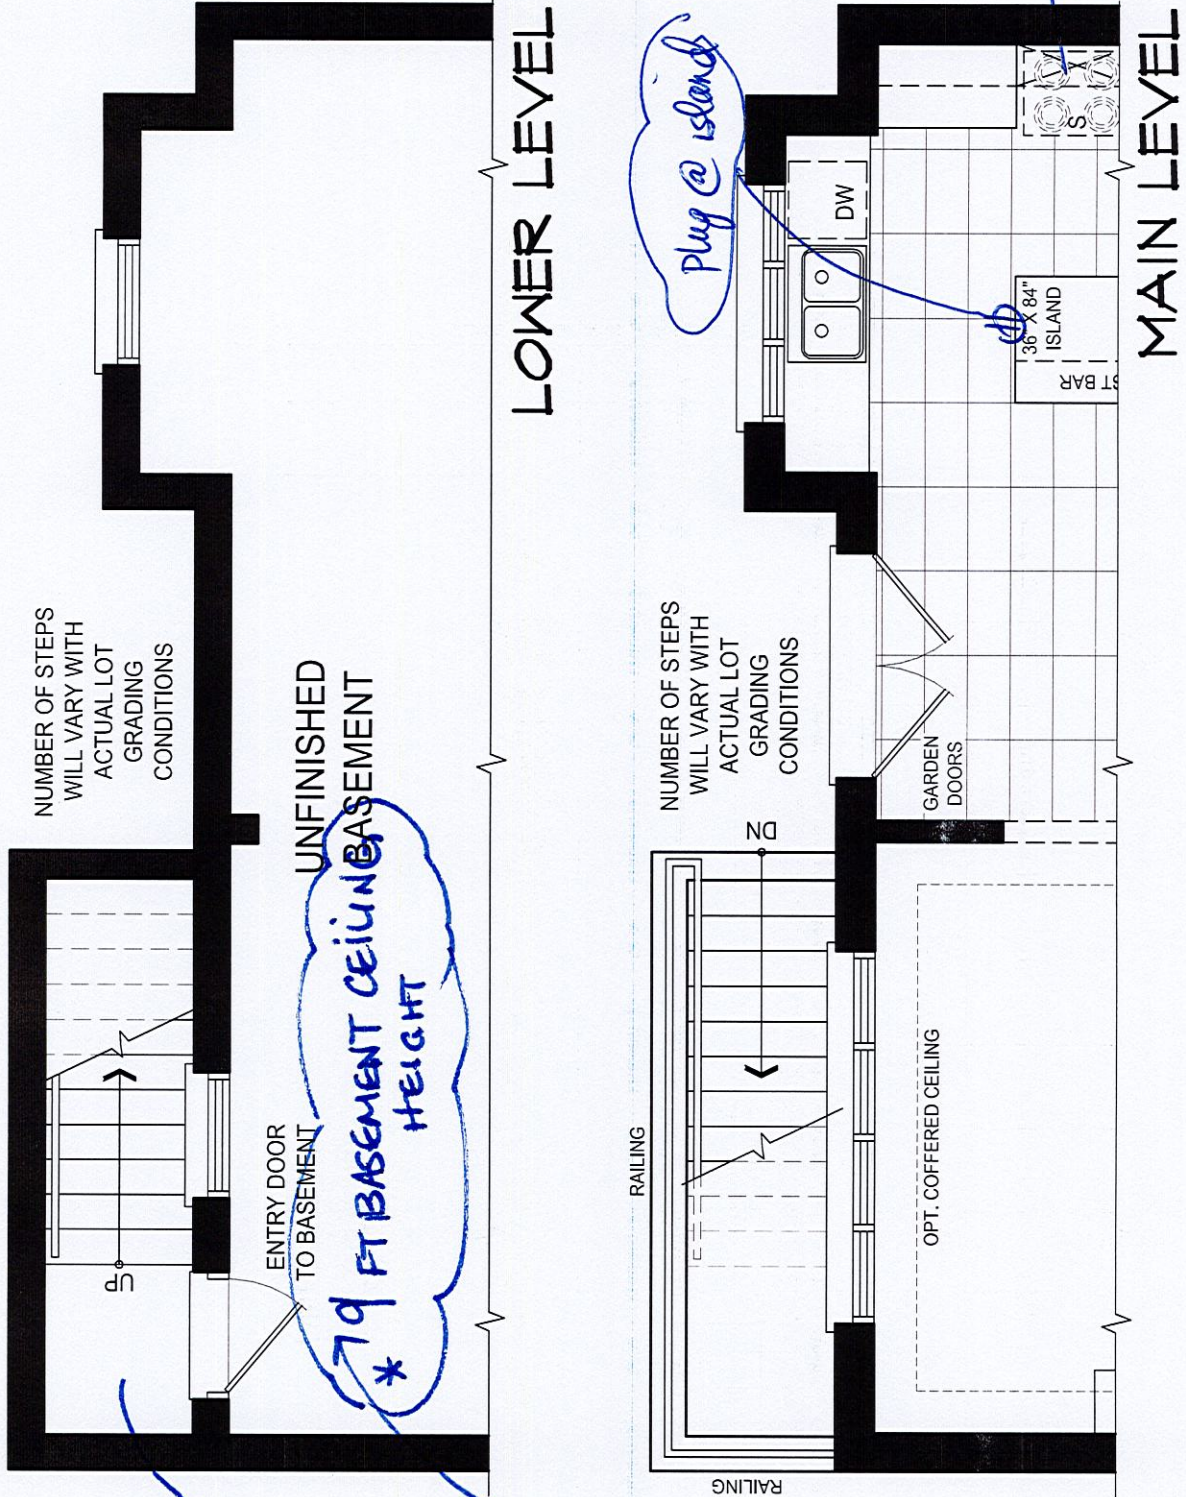 NUMBER OF STEPS
WILL VARY WITH
ACTUAL LOT
GRADING
CONDITIONS
UP
ENTRY DOOR
TO BASEMENT
UNFINISHED
BASEMENT
* 9 FT BASEMENT CEILING
HEIGHT
LOWER LEVEL
Plug @ island
NUMBER OF STEPS
WILL VARY WITH
ACTUAL LOT
GRADING
CONDITIONS
RAILING
RAILING
DN
DW
S
36" X 84"
ISLAND
ST BAR
GARDEN
DOORS
OPT. COFFERED CEILING
MAIN LEVEL